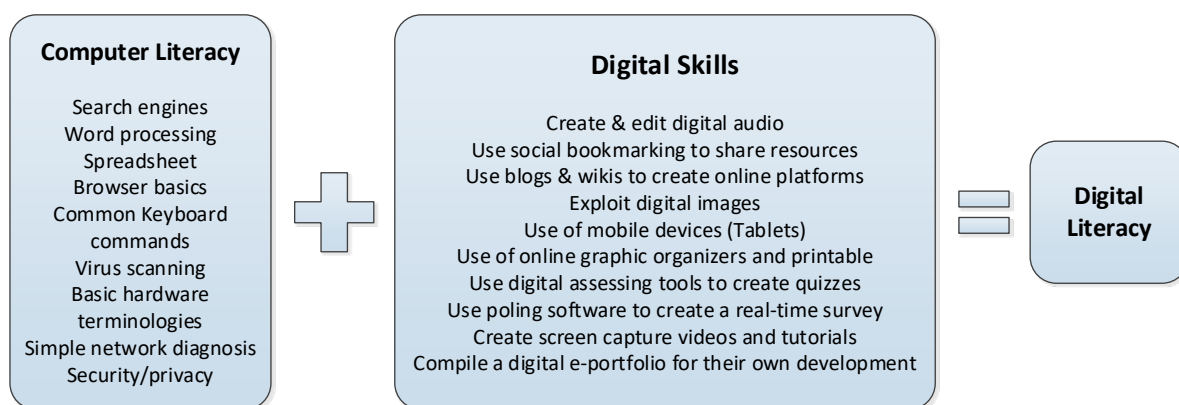 Computer Literacy
Search engines
Word processing
Spreadsheet
Browser basics
Common Keyboard
commands
Virus scanning
Basic hardware
terminologies
Simple network diagnosis
Security/privacy
Digital Skills
Create & edit digital audio
Use social bookmarking to share resources
Use blogs & wikis to create online platforms
Exploit digital images
Use of mobile devices (Tablets)
Use of online graphic organizers and printable
Use digital assessing tools to create quizzes
Use poling software to create a real-time survey
Create screen capture videos and tutorials
Compile a digital e-portfolio for their own development
Digital
Literacy